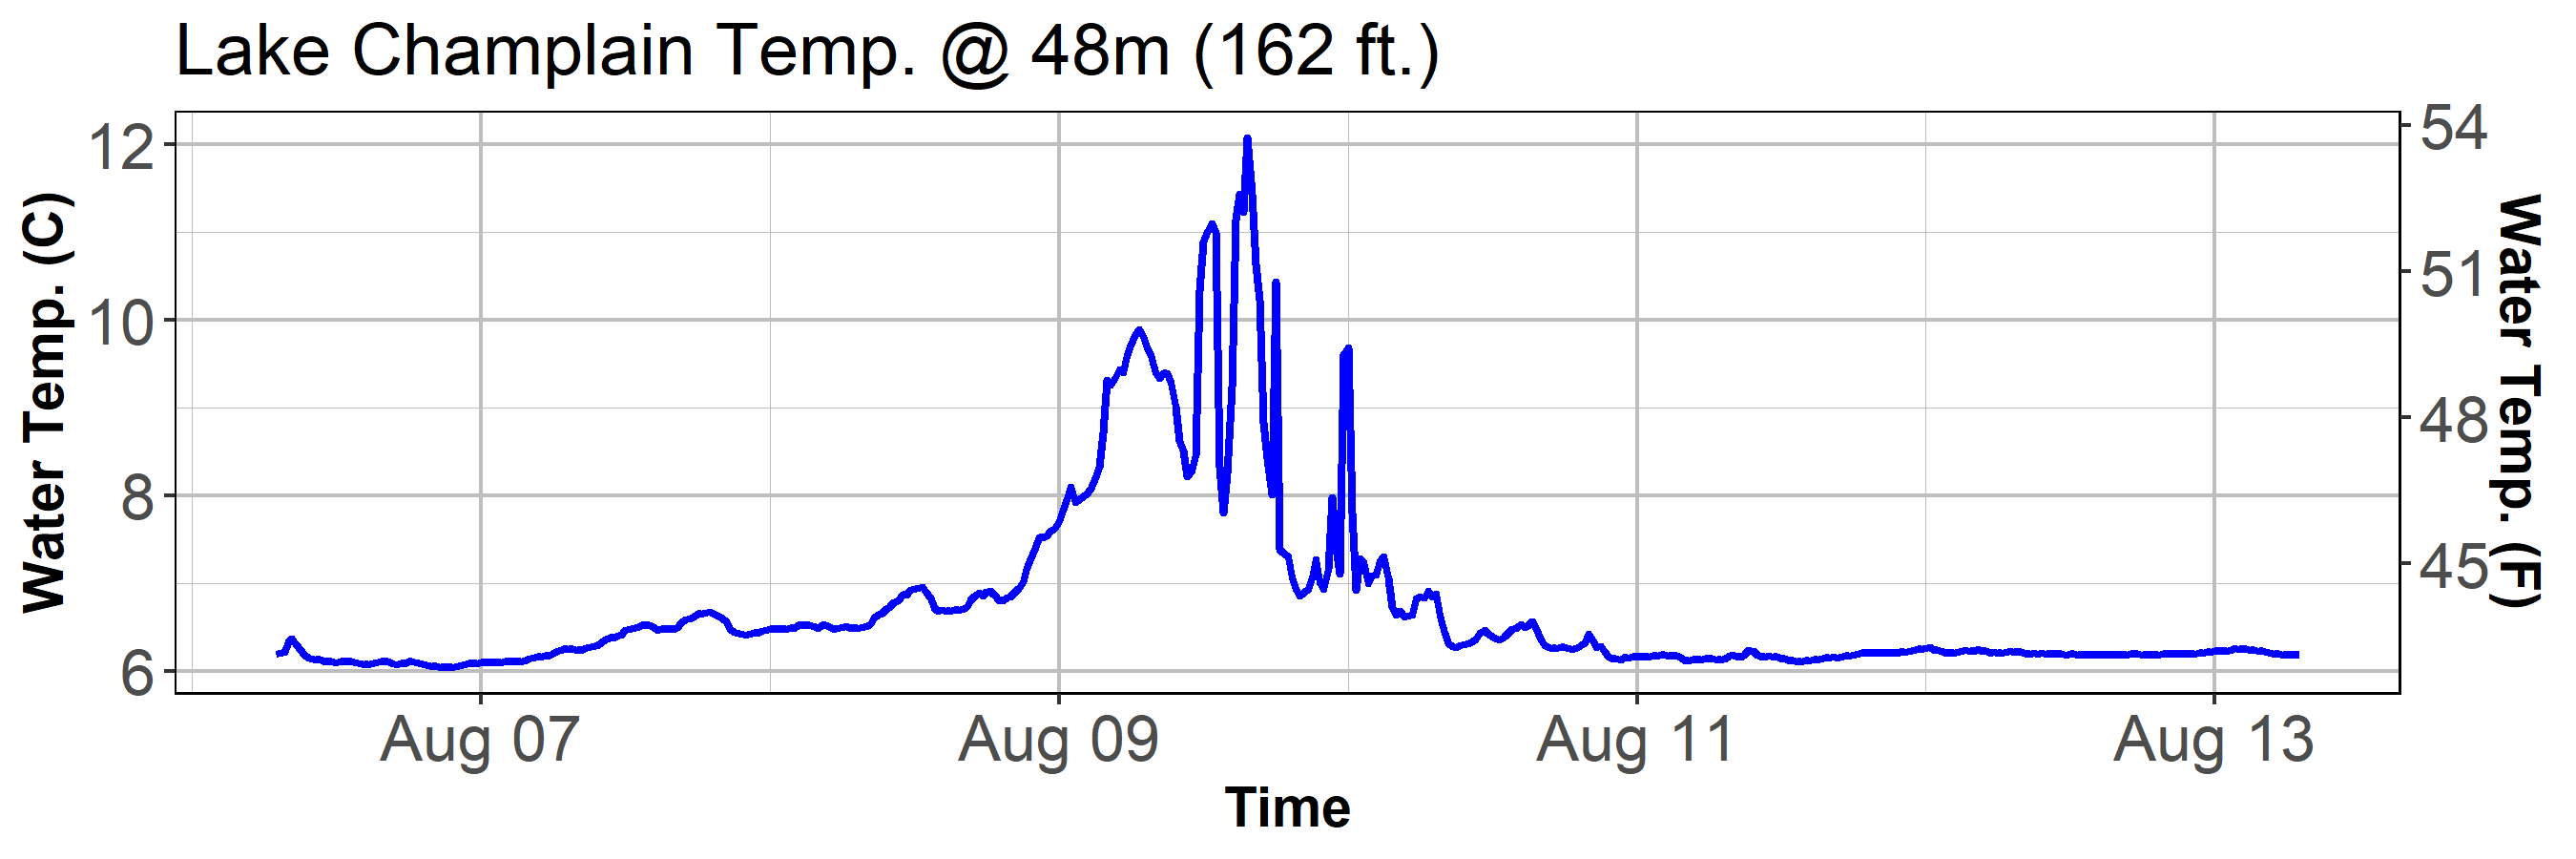 Lake Champlain Temp. @ 48m (162 ft.)
Water Temp. (C)
12
10
8
6
54
51
48
45
Water Temp. (F)
Aug 07
Aug 09
Aug 11
Aug 13
Time